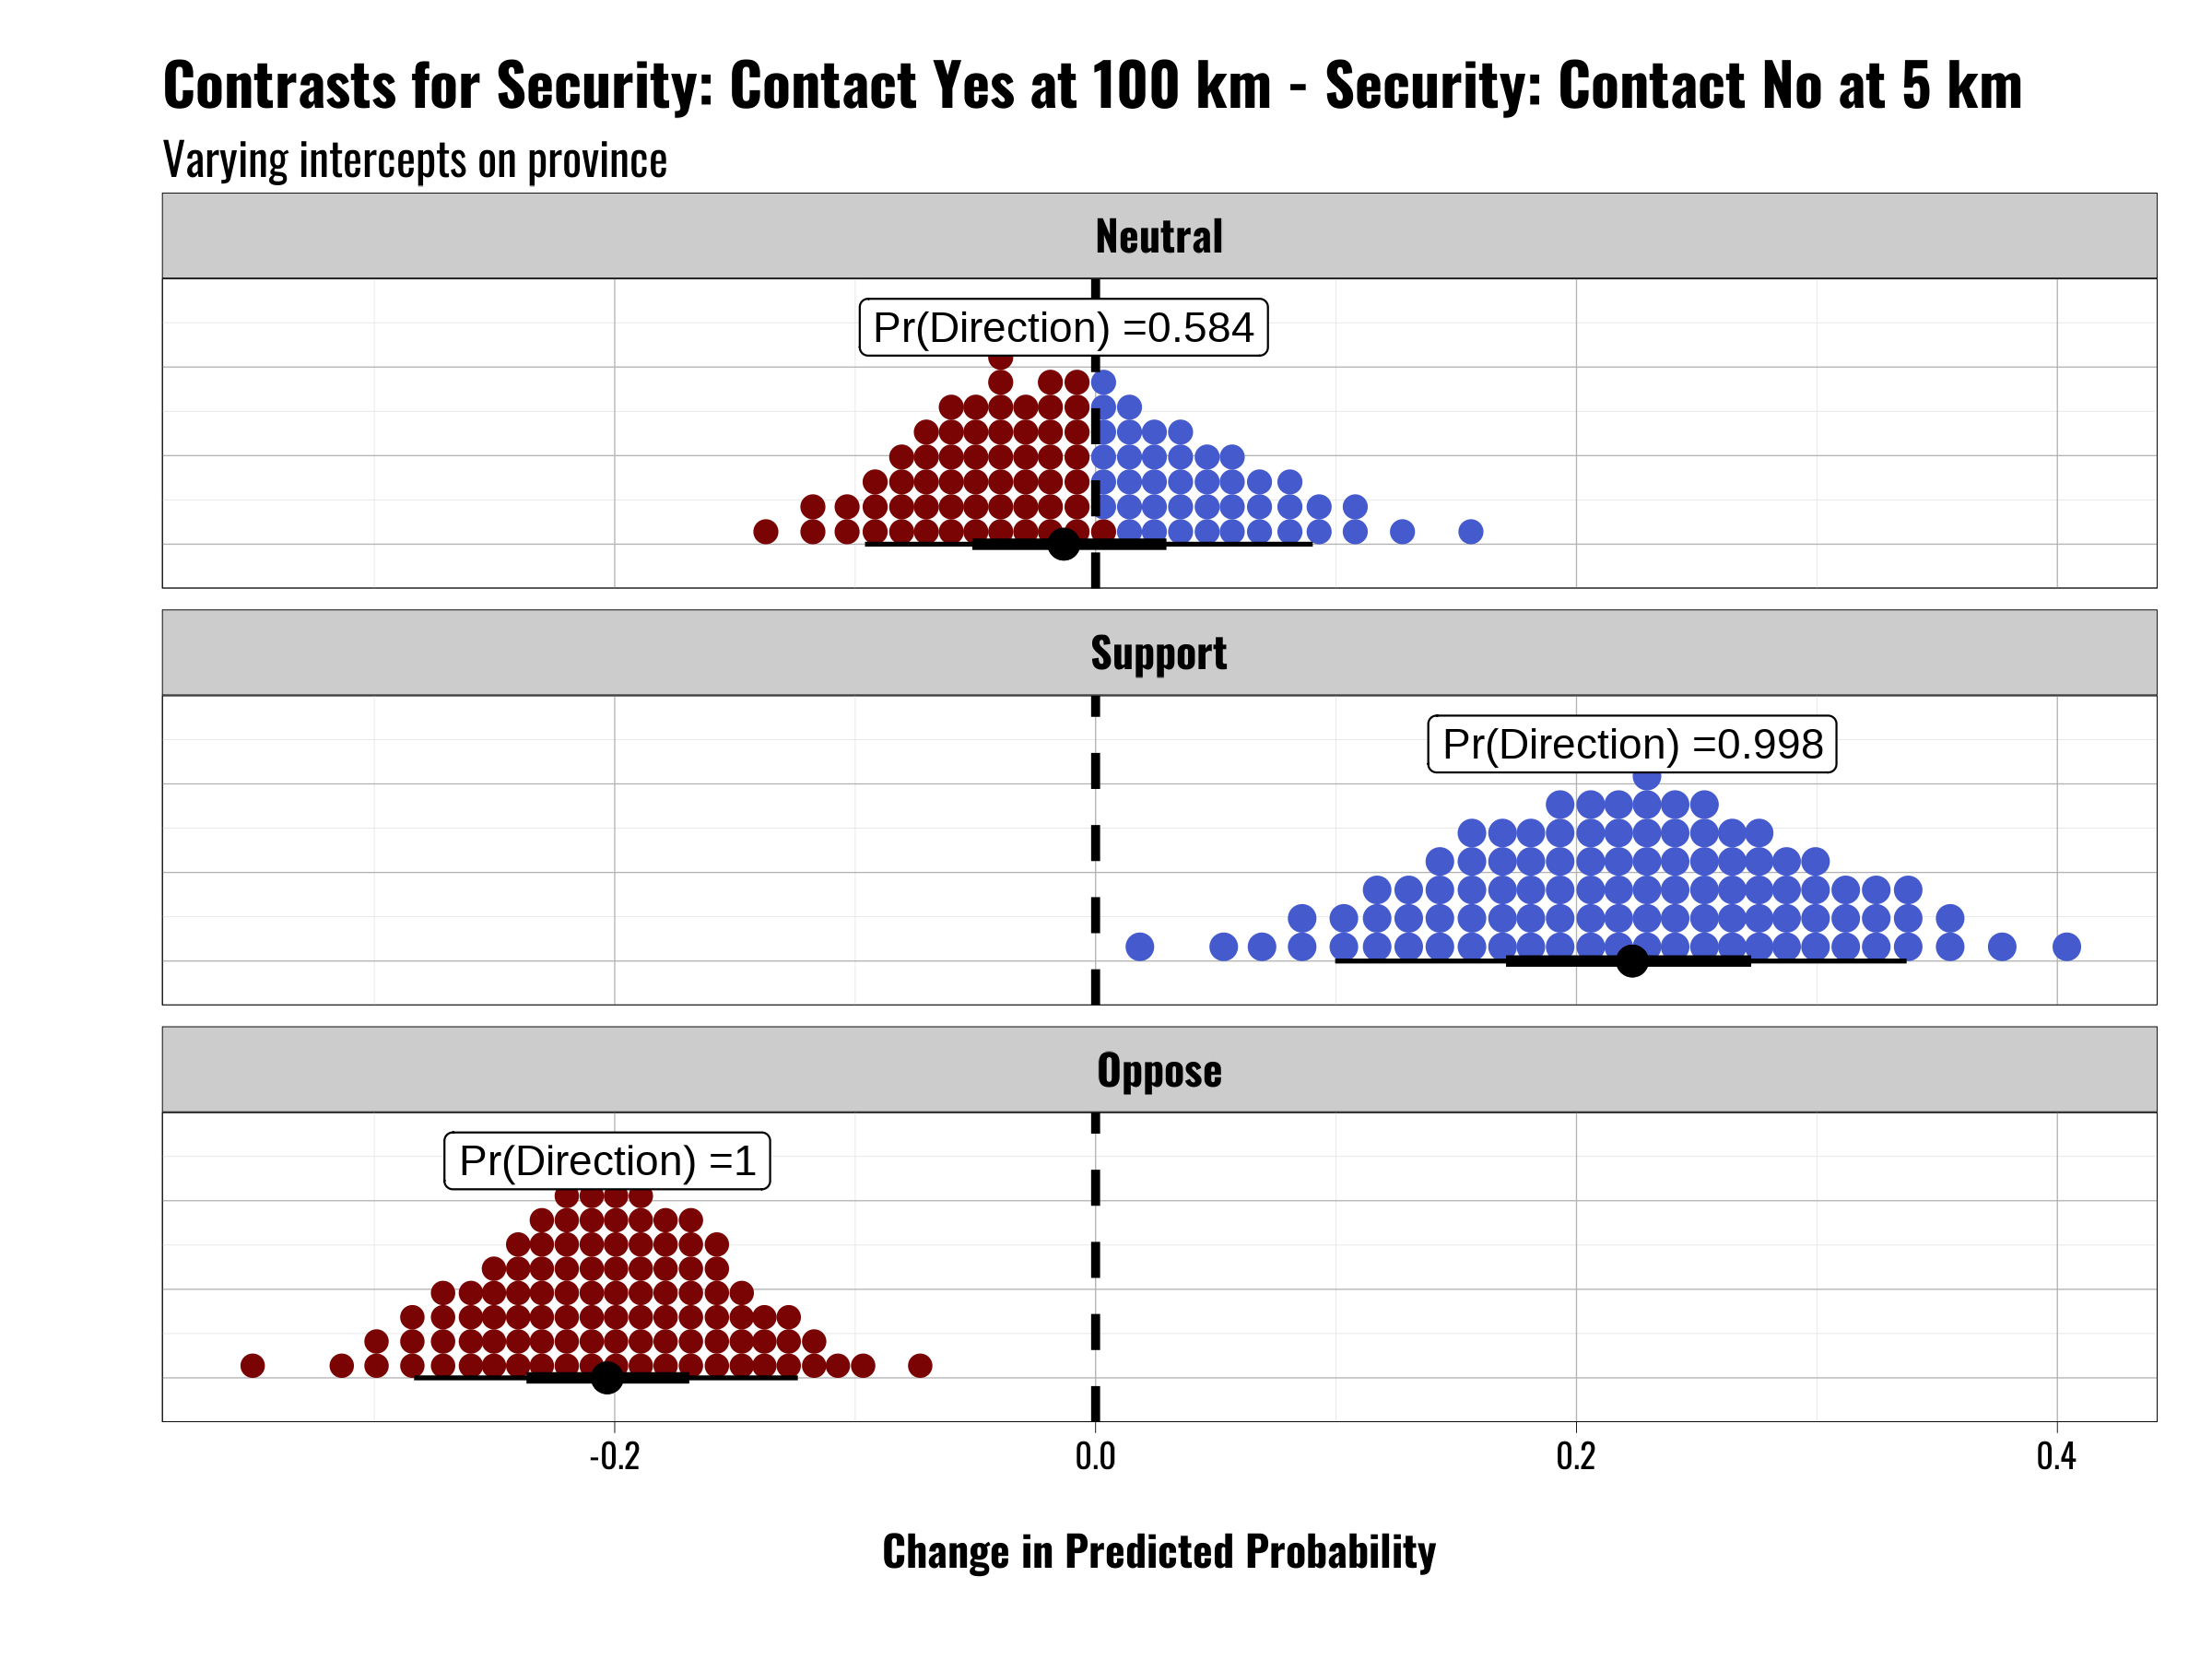 Contrasts for Security: Contact Yes at 100 km - Security: Contact No at 5 km
Varying intercepts on province
Neutral
Pr(Direction) =0.584
Support
Pr(Direction) =0.998
Oppose
Pr(Direction) =1
-0.2 0.0 0.2 0.4
Change in Predicted Probability